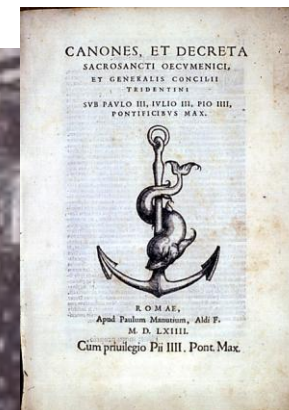 CANONES, ET DECRETA
SACROSANCTI OECVMENICI,
ET GENERALIS CONCILII
TRIDENTINI
SVB PAVLO III, IVLIO III, PIO IIII,
PONTIFICIBVS MAX.
ROMAE,
Apud Paulum Manutium, Aldi F.
M. D. LXIIII.
Cum priuilegio Pii IIII. Pont. Max.